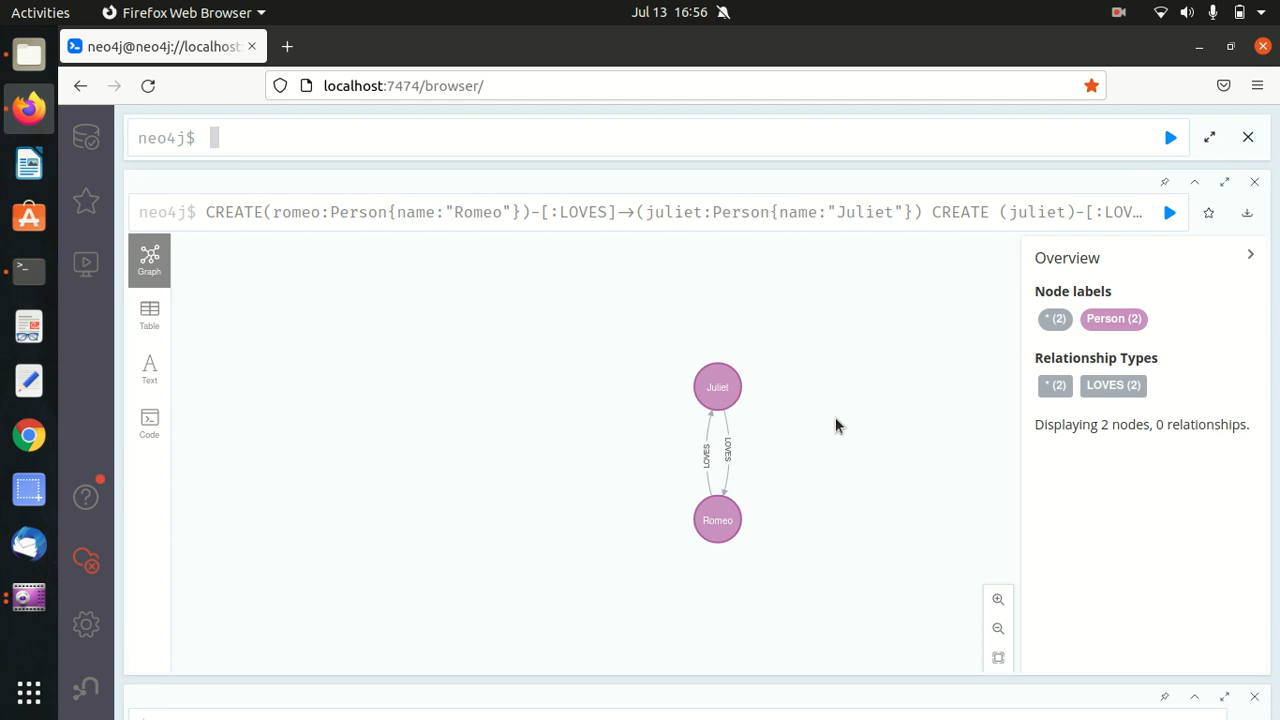 Activities
Firefox Web Browser
Jul 13 16:56
neo4j@neo4j://localhost:
localhost:7474/browser/
neo4j$
neo4j$ CREATE(romeo:Person{name:"Romeo"})-[:LOVES]->(juliet:Person{name:"Juliet"}) CREATE (juliet)-[:LOV…
Graph
Table
Text
Code
Juliet
LOVES
LOVES
Romeo
Overview
Node labels
* (2) Person (2)
Relationship Types
* (2) LOVES (2)
Displaying 2 nodes, 0 relationships.